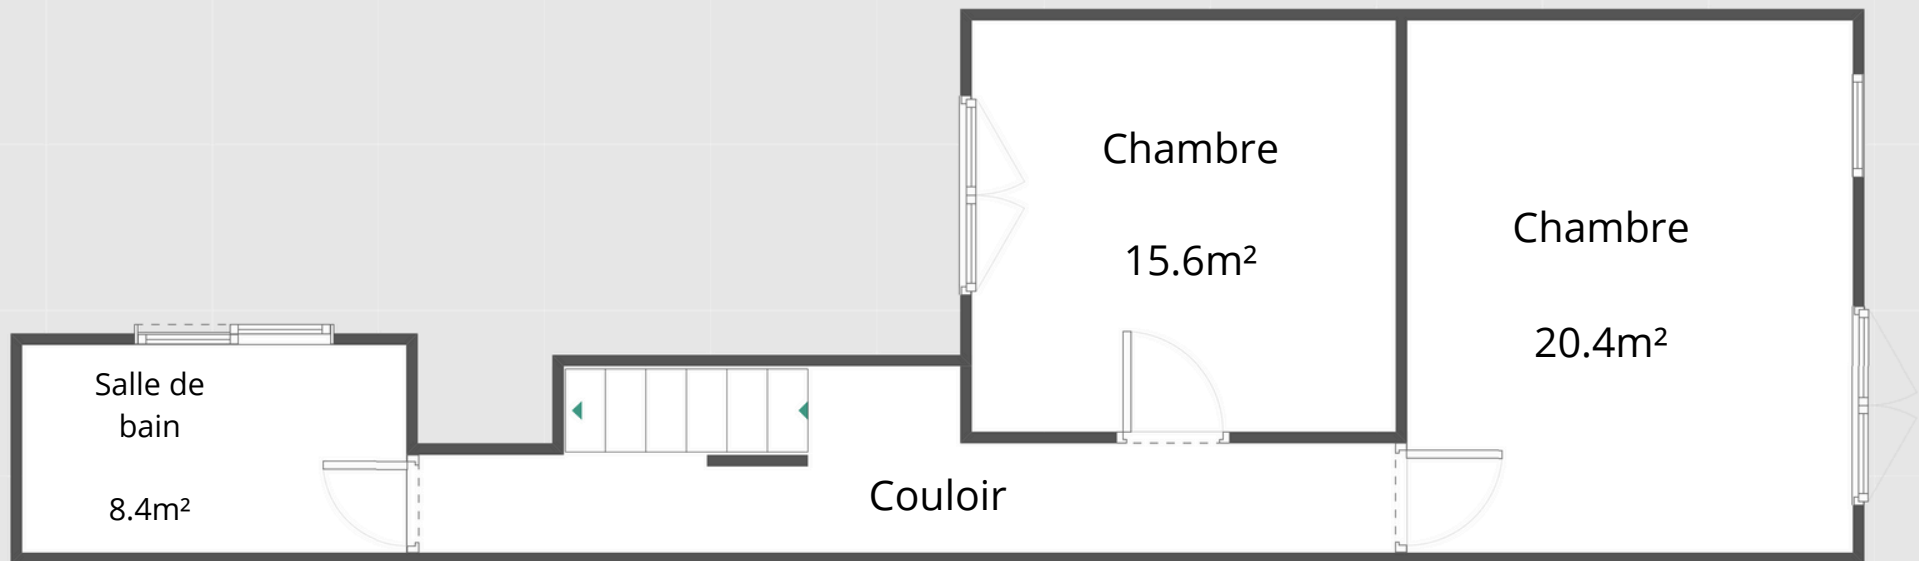 Salle de
bain
8.4m²
Couloir
Chambre
15.6m²
Chambre
20.4m²